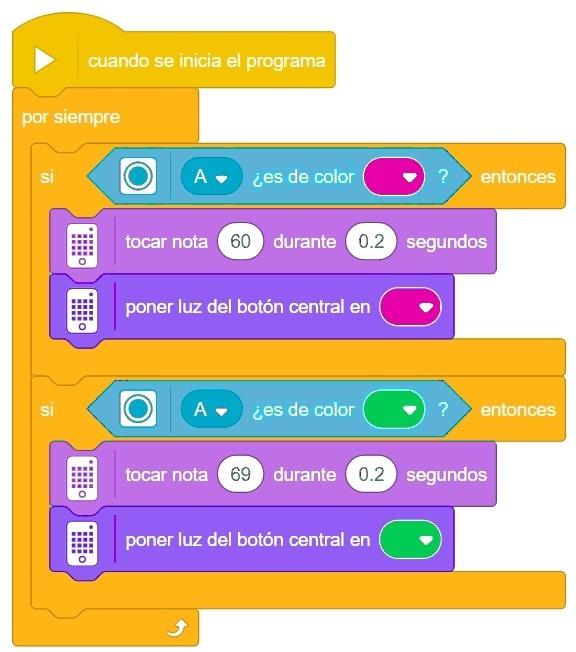 cuando se inicia el programa
por siempre
si A ¿es de color ? entonces
tocar nota 60 durante 0.2 segundos
poner luz del botón central en
si A ¿es de color ? entonces
tocar nota 69 durante 0.2 segundos
poner luz del botón central en